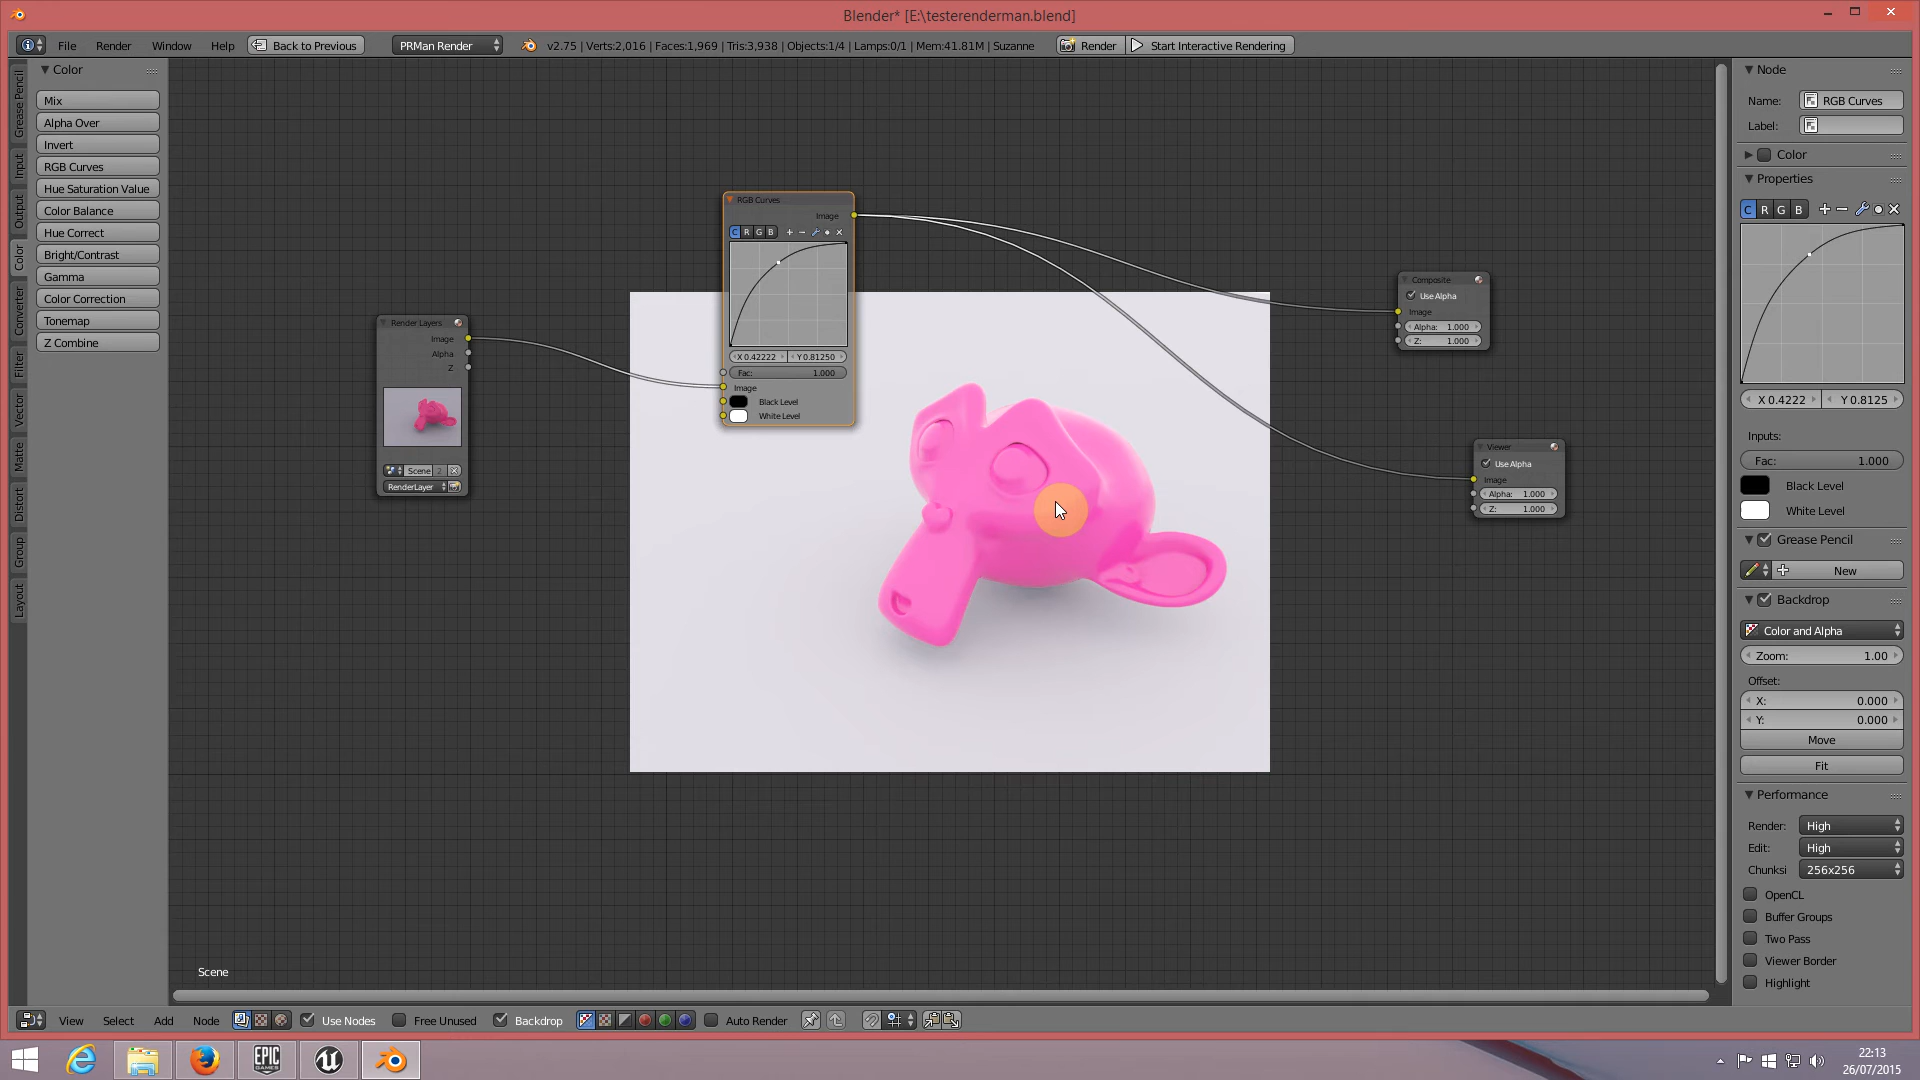 Blender* [E:\testerenderman.blend]
File Render Window Help Back to Previous PRMan Render v2.75 | Verts:2,016 | Faces:1,969 | Tris:3,938 | Objects:1/4 | Lamps:0/1 | Mem:41.81M | Suzanne Render Start Interactive Rendering
Grease Pencil
Input
Output
Color
Converter
Filter
Vector
Matte
Distort
Group
Layout
Color
Mix
Alpha Over
Invert
RGB Curves
Hue Saturation Value
Color Balance
Hue Correct
Bright/Contrast
Gamma
Color Correction
Tonemap
Z Combine
Render Layers
Image
Alpha
Z
Scene 2
RenderLayer
RGB Curves
Image
C R G B
X 0.42222 Y 0.81250
Fac: 1.000
Image
Black Level
White Level
Composite
Use Alpha
Image
Alpha: 1.000
Z: 1.000
Viewer
Use Alpha
Image
Alpha: 1.000
Z: 1.000
Scene
Node
Name: RGB Curves
Label:
Color
Properties
C R G B
X 0.4222 Y 0.8125
Inputs:
Fac: 1.000
Black Level
White Level
Grease Pencil
New
Backdrop
Color and Alpha
Zoom: 1.00
Offset:
X: 0.000
Y: 0.000
Move
Fit
Performance
Render: High
Edit: High
Chunksi 256x256
OpenCL
Buffer Groups
Two Pass
Viewer Border
Highlight
View Select Add Node Use Nodes Free Unused Backdrop Auto Render
EPIC
GAMES
22:13
26/07/2015